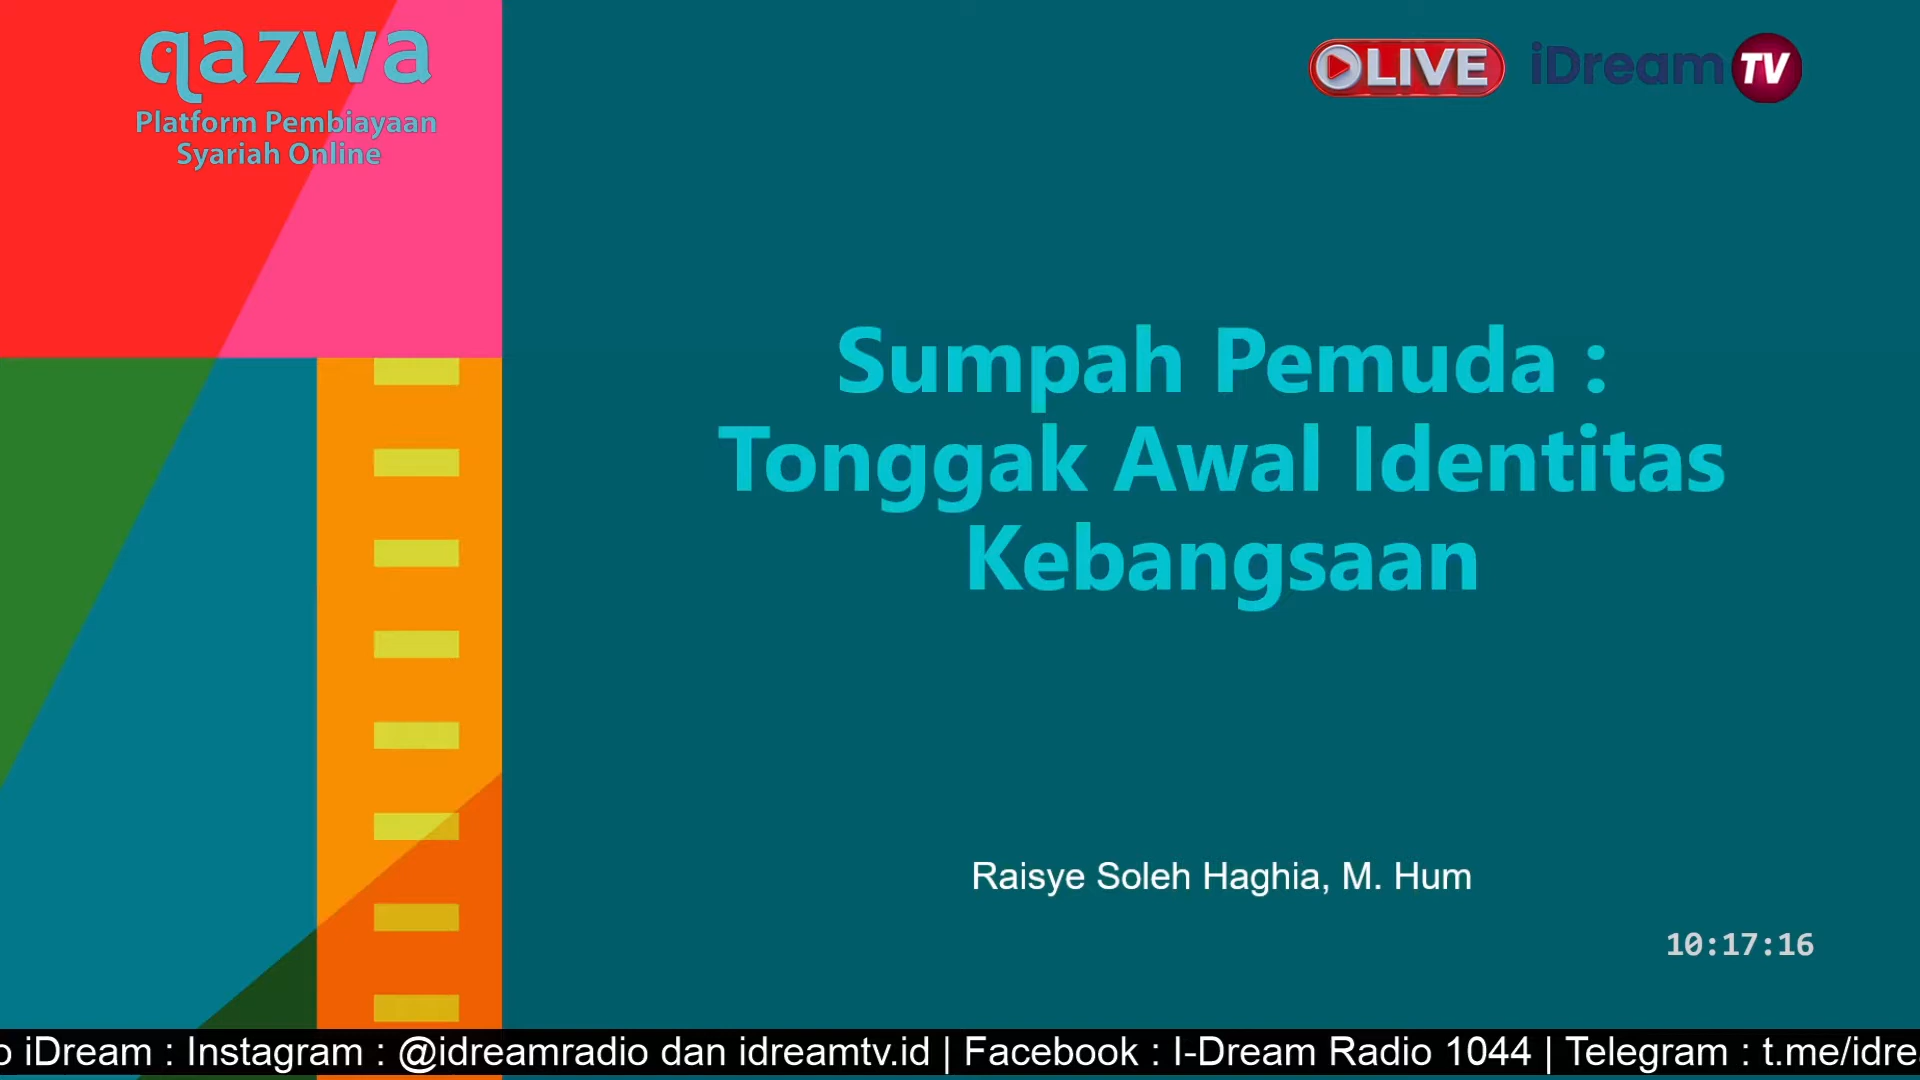 qazwa
Platform Pembiayaan
Syariah Online
LIVE
iDream TV
Sumpah Pemuda :
Tonggak Awal Identitas
Kebangsaan
Raisye Soleh Haghia, M. Hum
10:17:16
iDream : Instagram : @idreamradio dan idreamtv.id | Facebook : I-Dream Radio 1044 | Telegram : t.me/idre